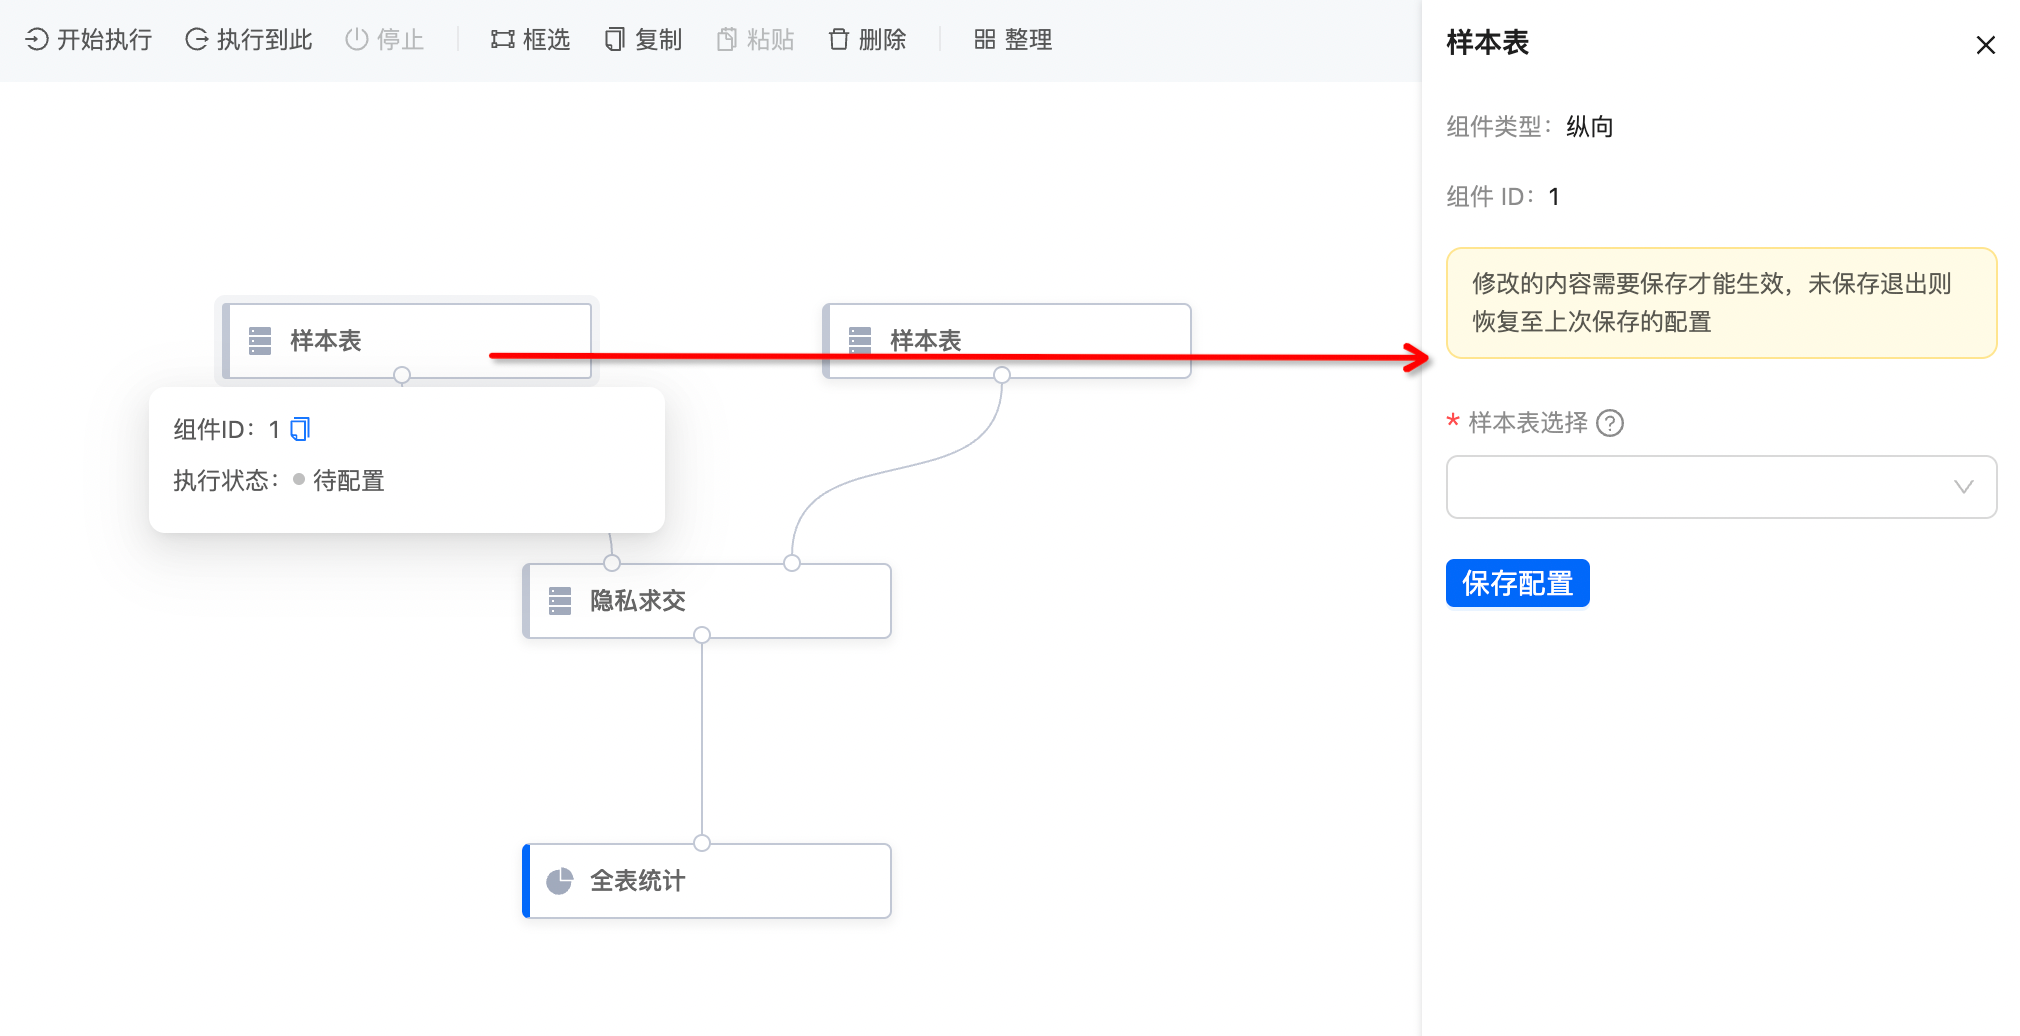 开始执行 执行到此 停止 框选 复制 粘贴 删除 整理
样本表
组件类型：纵向
组件 ID：1
修改的内容需要保存才能生效，未保存退出则
恢复至上次保存的配置
* 样本表选择 ?
保存配置
样本表
样本表
组件ID：1
执行状态：待配置
隐私求交
全表统计